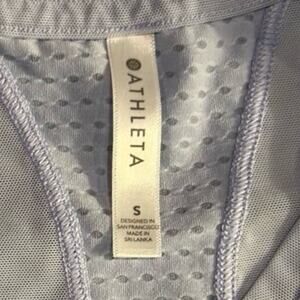 ATHLETA
S
DESIGNED IN
SAN FRANCISCO
MADE IN
SRI LANKA